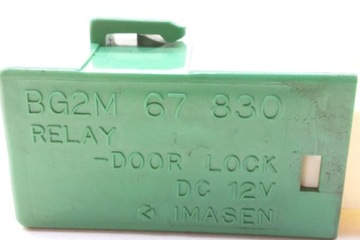 BG2M 67 830
RELAY
-DOOR LOCK
DC 12V
IMASEN